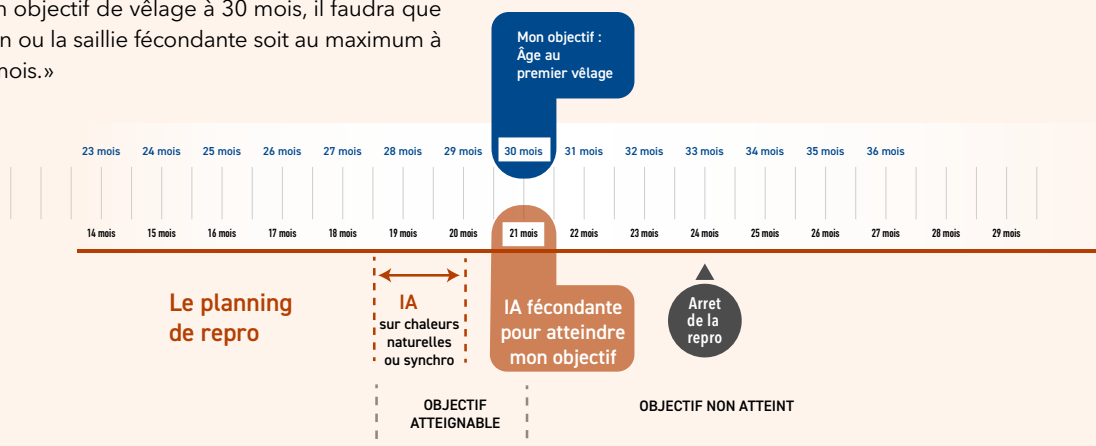 n objectif de vêlage à 30 mois, il faudra que
n ou la saillie fécondante soit au maximum à
mois.»
Mon objectif :
Âge au
premier vêlage
23 mois 24 mois 25 mois 26 mois 27 mois 28 mois 29 mois 30 mois 31 mois 32 mois 33 mois 34 mois 35 mois 36 mois
14 mois 15 mois 16 mois 17 mois 18 mois 19 mois 20 mois 21 mois 22 mois 23 mois 24 mois 25 mois 26 mois 27 mois 28 mois 29 mois
Le planning
de repro
IA
sur chaleurs
naturelles
ou synchro
IA fécondante
pour atteindre
mon objectif
Arret
de la
repro
OBJECTIF
ATTEIGNABLE
OBJECTIF NON ATTEINT